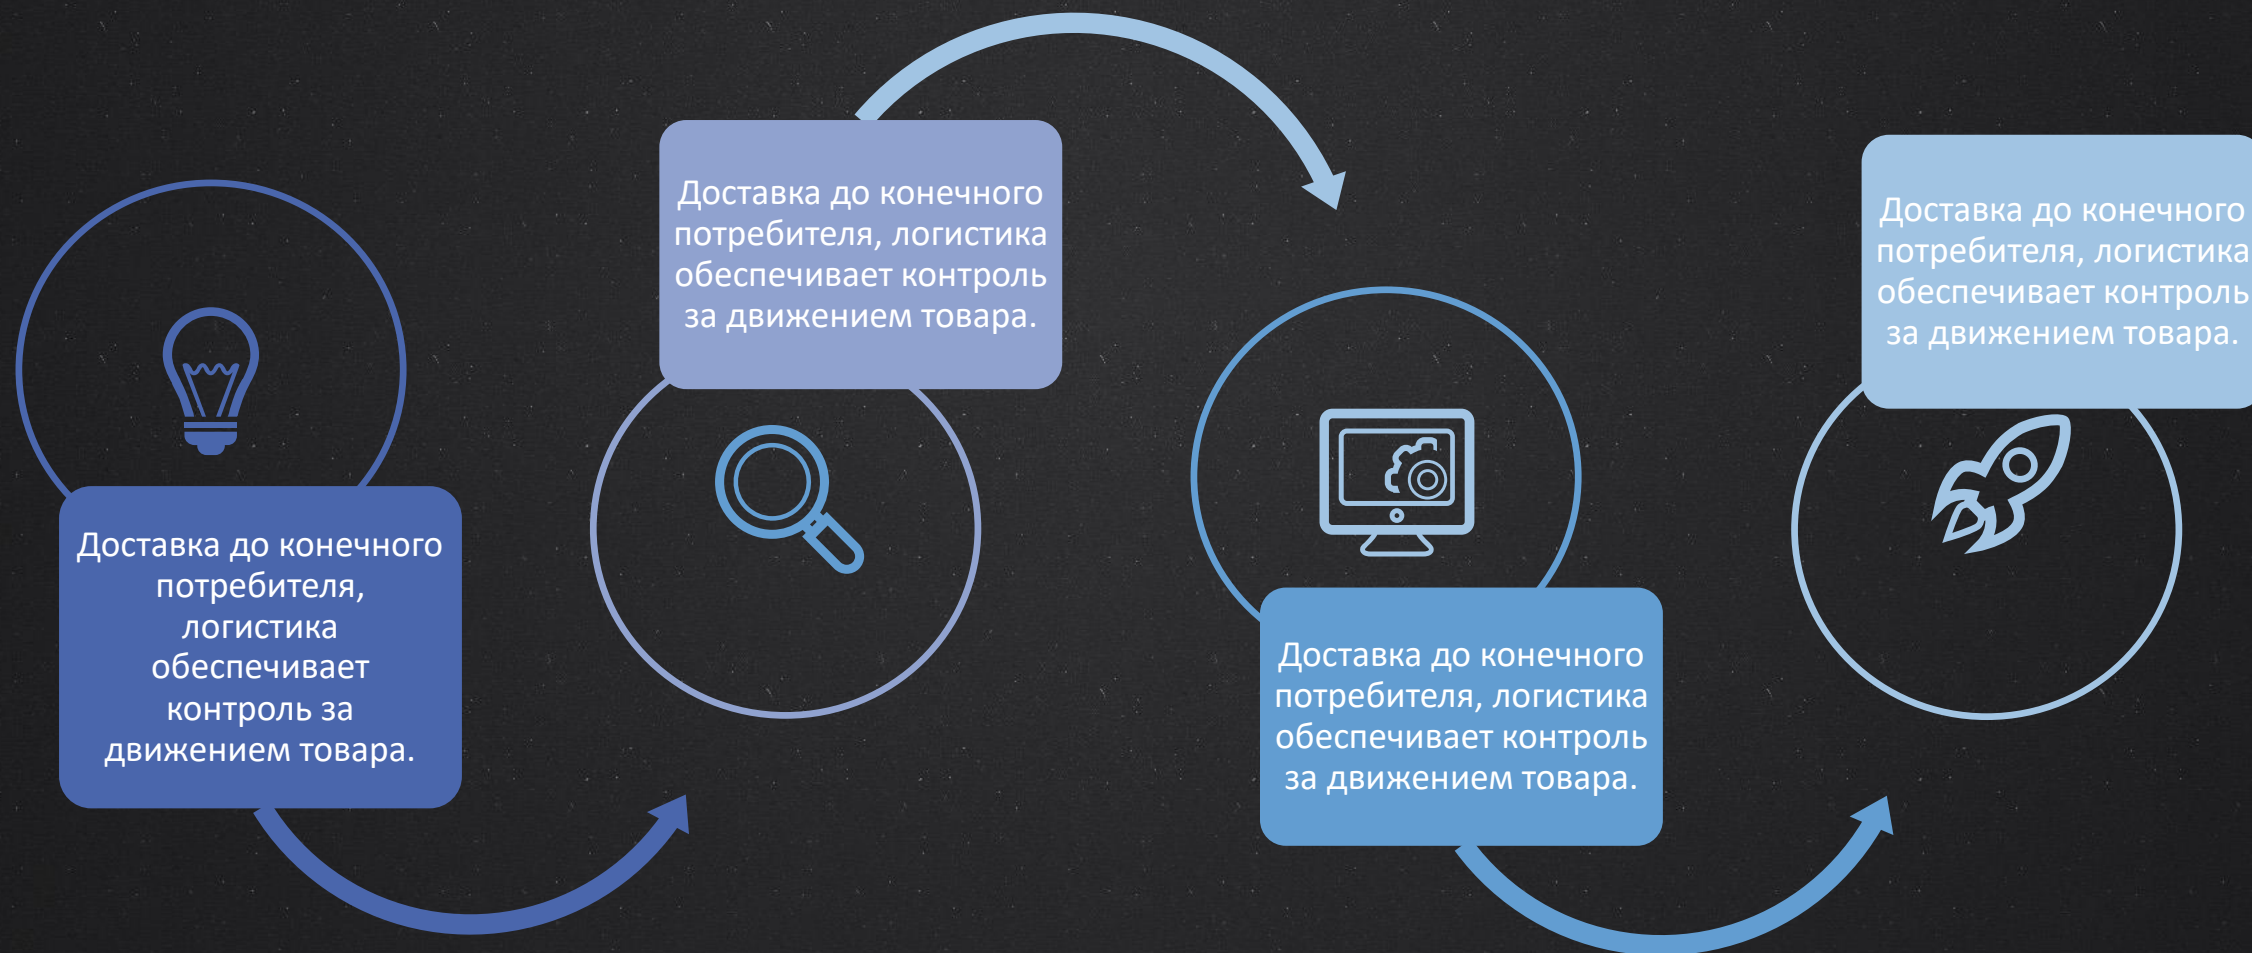 Доставка до конечного
потребителя,
логистика
обеспечивает
контроль за
движением товара.
Доставка до конечного
потребителя, логистика
обеспечивает контроль
за движением товара.
Доставка до конечного
потребителя, логистика
обеспечивает контроль
за движением товара.
Доставка до конечного
потребителя, логистика
обеспечивает контроль
за движением товара.